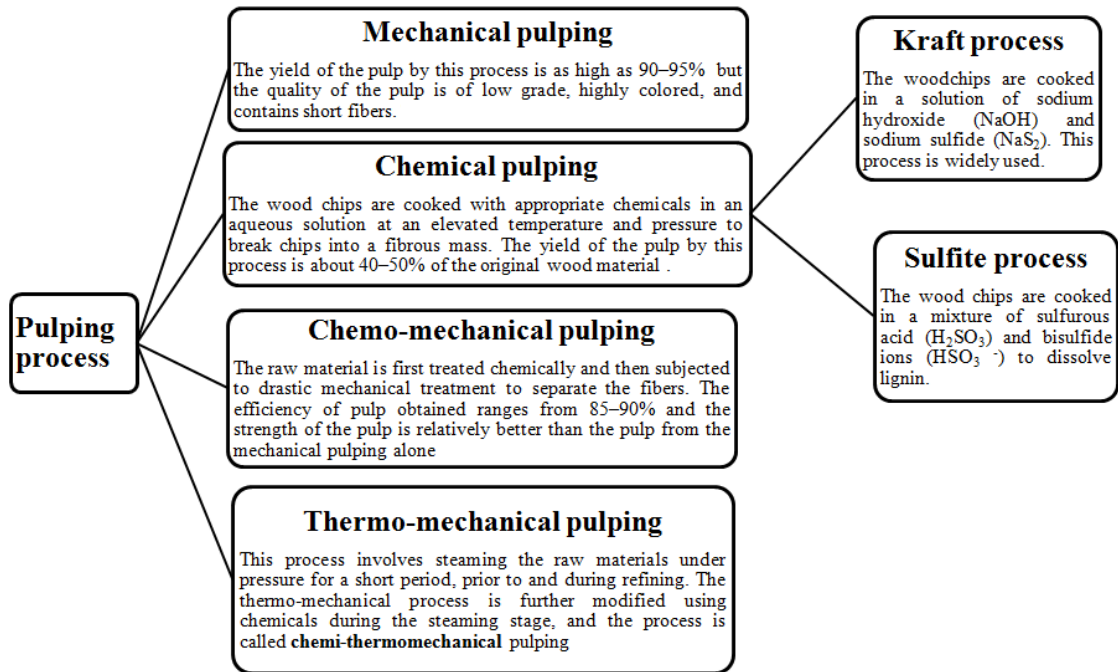 Pulping
process
Mechanical pulping
The yield of the pulp by this process is as high as 90–95% but
the quality of the pulp is of low grade, highly colored, and
contains short fibers.
Chemical pulping
The wood chips are cooked with appropriate chemicals in an
aqueous solution at an elevated temperature and pressure to
break chips into a fibrous mass. The yield of the pulp by this
process is about 40–50% of the original wood material .
Chemo-mechanical pulping
The raw material is first treated chemically and then subjected
to drastic mechanical treatment to separate the fibers. The
efficiency of pulp obtained ranges from 85–90% and the
strength of the pulp is relatively better than the pulp from the
mechanical pulping alone
Thermo-mechanical pulping
This process involves steaming the raw materials under
pressure for a short period, prior to and during refining. The
thermo-mechanical process is further modified using
chemicals during the steaming stage, and the process is
called chemi-thermomechanical pulping
Kraft process
The woodchips are cooked
in a solution of sodium
hydroxide (NaOH) and
sodium sulfide (NaS₂). This
process is widely used.
Sulfite process
The wood chips are cooked
in a mixture of sulfurous
acid (H₂SO₃) and bisulfide
ions (HSO₃ ⁻) to dissolve
lignin.